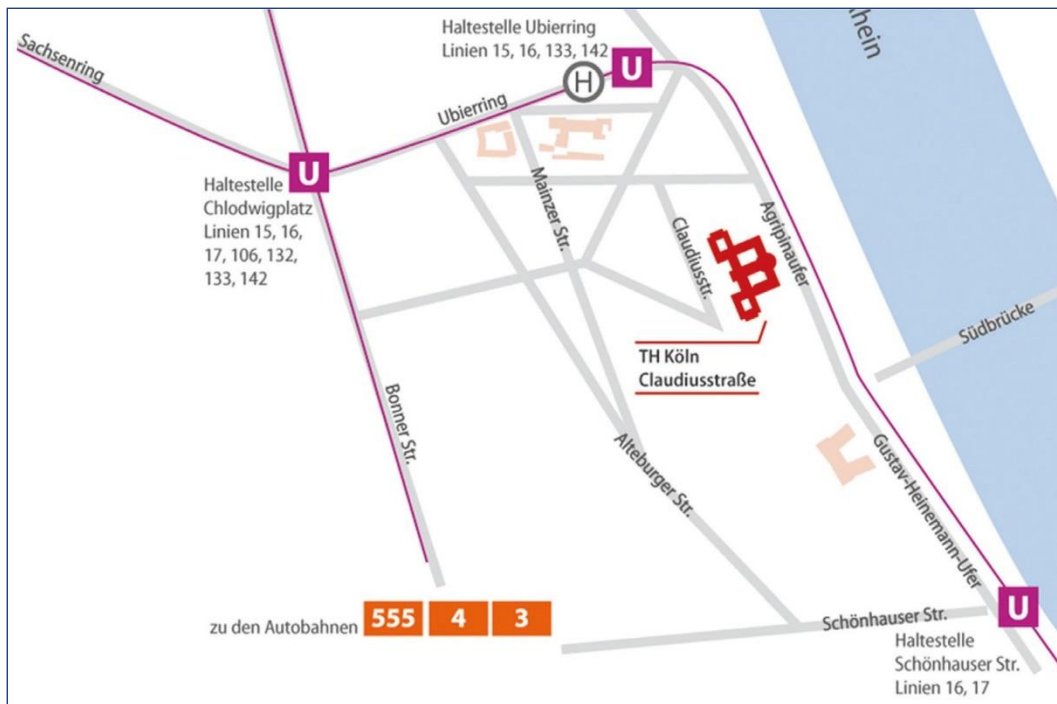 Sachsenring
Haltestelle Ubierring
Linien 15, 16, 133, 142
U
H
Ubierring
U
Haltestelle
Chlodwigplatz
Linien 15, 16,
17, 106, 132,
133, 142
Mainzer Str.
Claudiusstr.
Agripinaufer
Südbrücke
TH Köln
Claudiusstraße
Bonner Str.
Alteburger Str.
Gustav-Heinemann-Ufer
zu den Autobahnen 555 4 3
Schönhauser Str.
U
Haltestelle
Schönhauser Str.
Linien 16, 17